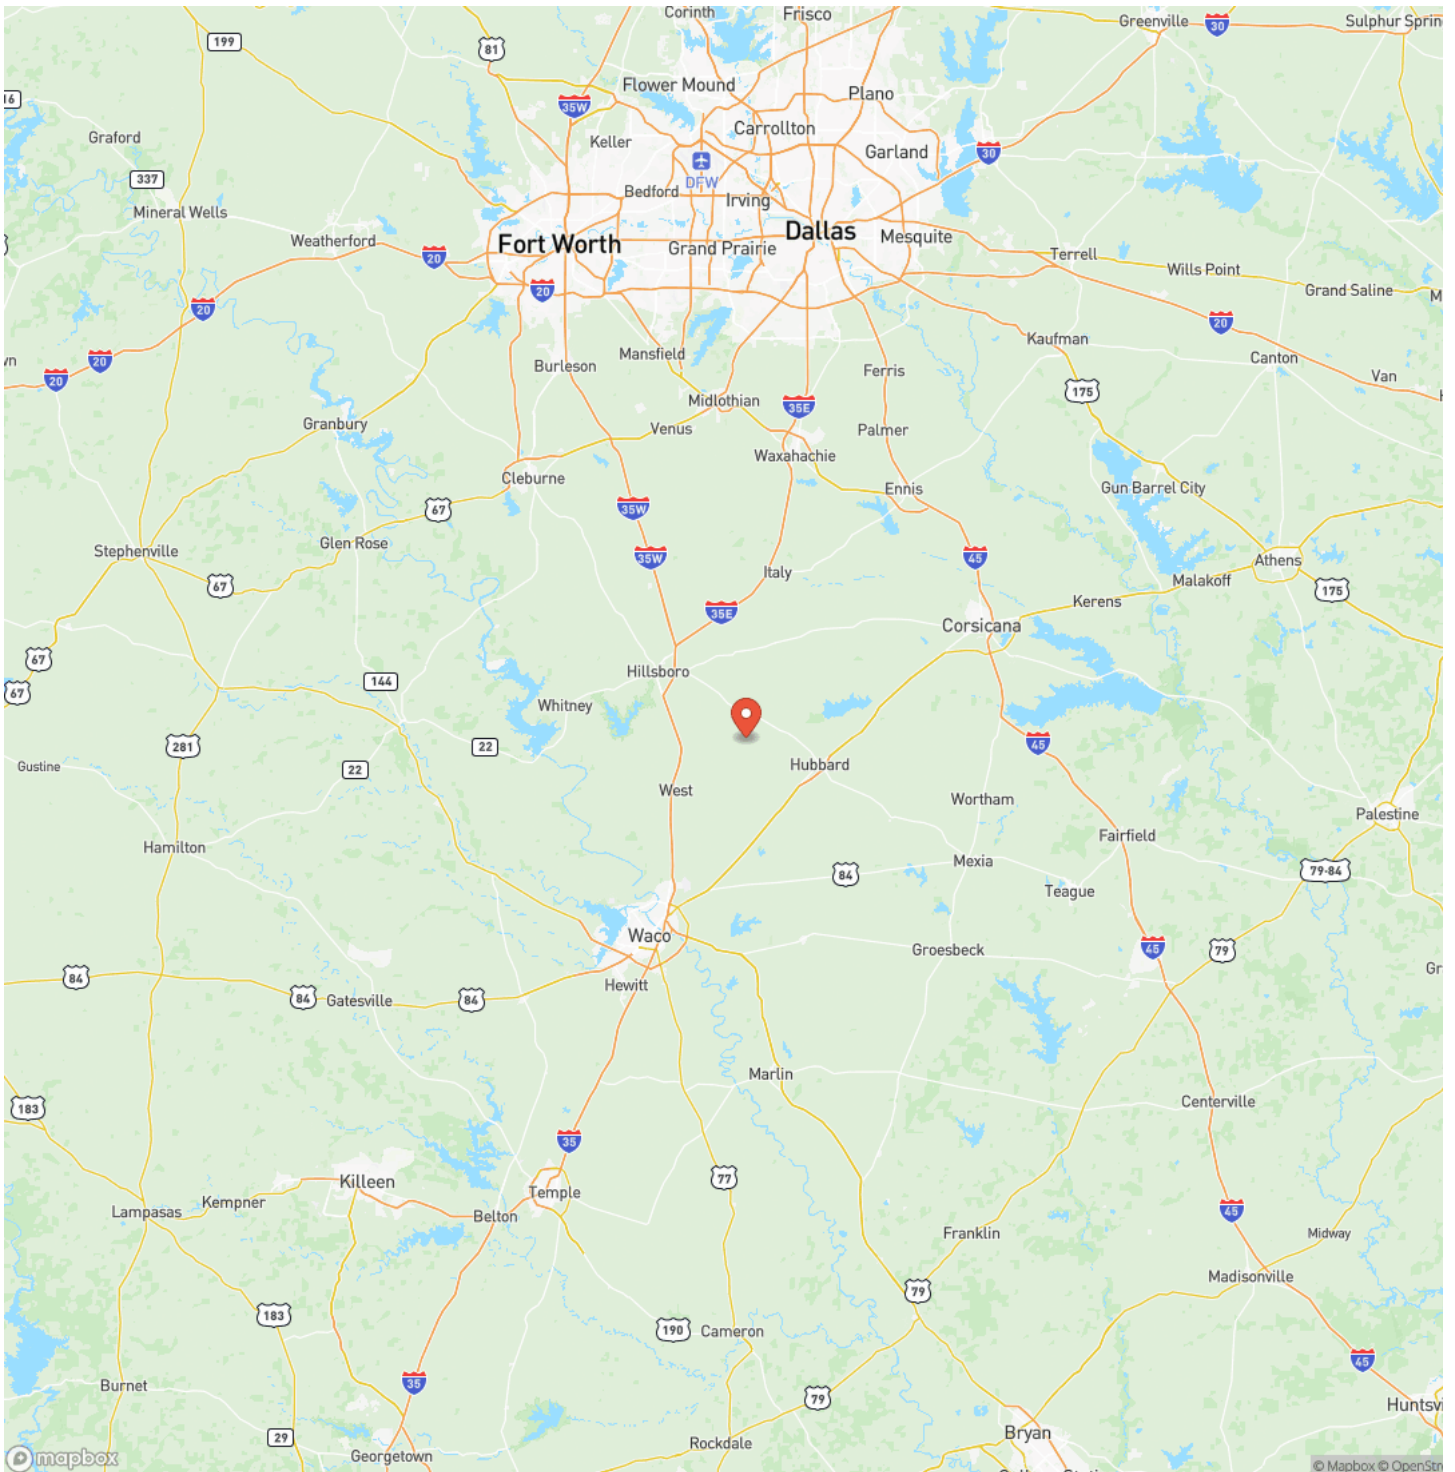 Corinth
Frisco
Greenville
30
Sulphur Sprin
199
81
Flower Mound
Plano
16
35W
Graford
Keller
Carrollton
Garland
30
337
DFW
Bedford
Irving
Mineral Wells
Weatherford
Fort Worth
Grand Prairie
Dallas
Mesquite
20
Terrell
Wills Point
20
Grand Saline
M
20
20
Kaufman
Mansfield
Burleson
Ferris
Canton
wn
20
20
Van
Midlothian
35E
175
H
Granbury
Venus
Palmer
Waxahachie
Cleburne
Ennis
Gun Barrel City
67
35W
Glen Rose
Stephenville
35W
45
Athens
Italy
Malakoff
67
175
Kerens
35E
Corsicana
67
Hillsboro
144
67
Whitney
281
22
45
Gustine
22
Hubbard
West
Wortham
Palestine
Fairfield
Hamilton
Mexia
84
79-84
Teague
Waco
Groesbeck
45
79
Gr
84
Hewitt
84
Gatesville
84
Marlin
183
Centerville
35
77
Killeen
Temple
Kempner
Lampasas
Belton
45
Franklin
Midway
Madisonville
79
183
190
Cameron
45
35
Burnet
79
Huntsvi
Bryan
29
Rockdale
Georgetown
mapbox
© Mapbox © OpenStr